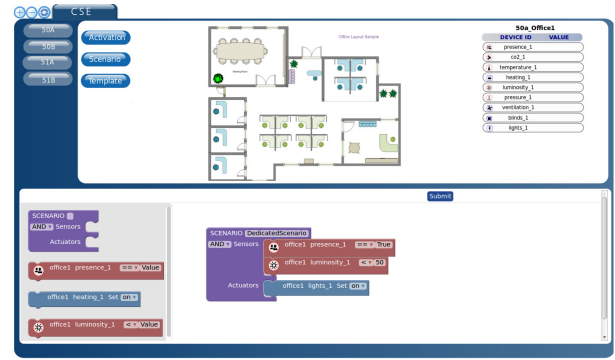 CSE
50A
50B
51A
51B
Activation
Scenario
Template
Office Layout Sample
Meeting Room
50a_Office1
DEVICE ID VALUE
presence_1
co2_1
temperature_1
heating_1
luminosity_1
pressure_1
ventilation_1
blinds_1
lights_1
Submit
SCENARIO
AND Sensors
Actuators
office1 presence_1 == Value
office1 heating_1 Set on
office1 luminosity_1 < Value
SCENARIO DedicatedScenario
AND Sensors office1 presence_1 == True
office1 luminosity_1 < 50
Actuators office1 lights_1 Set on